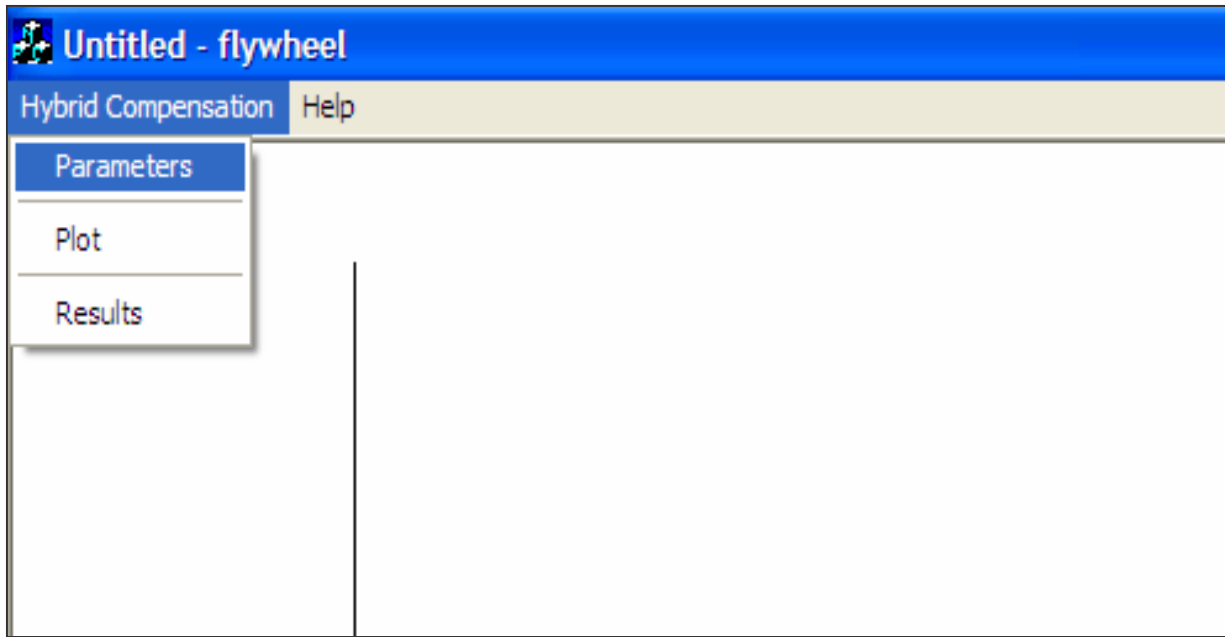 Untitled - flywheel
Hybrid Compensation Help
Parameters
Plot
Results